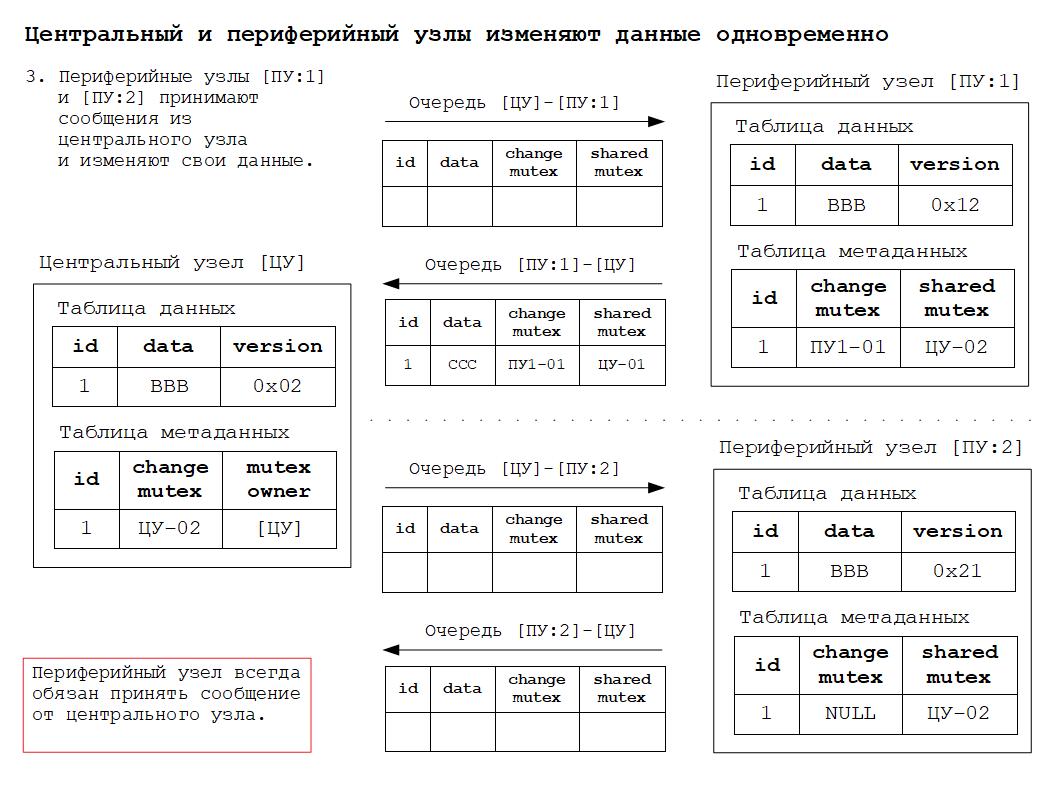 Центральный и периферийный узлы изменяют данные одновременно
3. Периферийные узлы [ПУ:1]
и [ПУ:2] принимают
сообщения из
центрального узла
и изменяют свои данные.
Очередь [ЦУ]-[ПУ:1]
id data change mutex shared mutex
Периферийный узел [ПУ:1]
Таблица данных
id data version
1 BBB 0x12
Таблица метаданных
id change mutex shared mutex
1 ПУ1-01 ЦУ-02
Очередь [ПУ:1]-[ЦУ]
id data change mutex shared mutex
1 CCC ПУ1-01 ЦУ-01
Центральный узел [ЦУ]
Таблица данных
id data version
1 BBB 0x02
Таблица метаданных
id change mutex mutex owner
1 ЦУ-02 [ЦУ]
Очередь [ЦУ]-[ПУ:2]
id data change mutex shared mutex
Периферийный узел [ПУ:2]
Таблица данных
id data version
1 BBB 0x21
Таблица метаданных
id change mutex shared mutex
1 NULL ЦУ-02
Очередь [ПУ:2]-[ЦУ]
id data change mutex shared mutex
Периферийный узел всегда
обязан принять сообщение
от центрального узла.